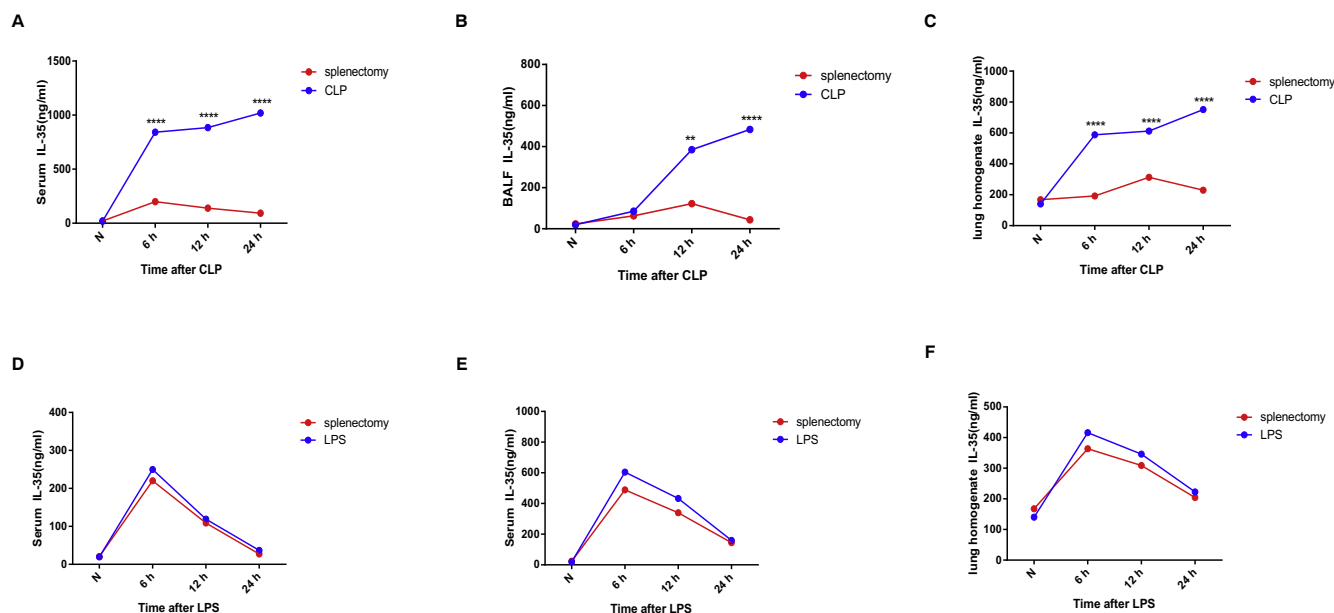 A
Serum IL-35(ng/ml)
1500
1000
500
0
N
6 h
12 h
24 h
****
****
****
Time after CLP
splenectomy
CLP
B
BALF IL-35(ng/ml)
800
600
400
200
0
N
6 h
12 h
24 h
**
****
Time after CLP
splenectomy
CLP
C
lung homogenate IL-35(ng/ml)
1000
800
600
400
200
0
N
6 h
12 h
24 h
****
****
****
Time after CLP
splenectomy
CLP
D
Serum IL-35(ng/ml)
400
300
200
100
0
N
6 h
12 h
24 h
Time after LPS
splenectomy
LPS
E
Serum IL-35(ng/ml)
1000
800
600
400
200
0
N
6 h
12 h
24 h
Time after LPS
splenectomy
LPS
F
lung homogenate IL-35(ng/ml)
500
400
300
200
100
0
N
6 h
12 h
24 h
Time after LPS
splenectomy
LPS